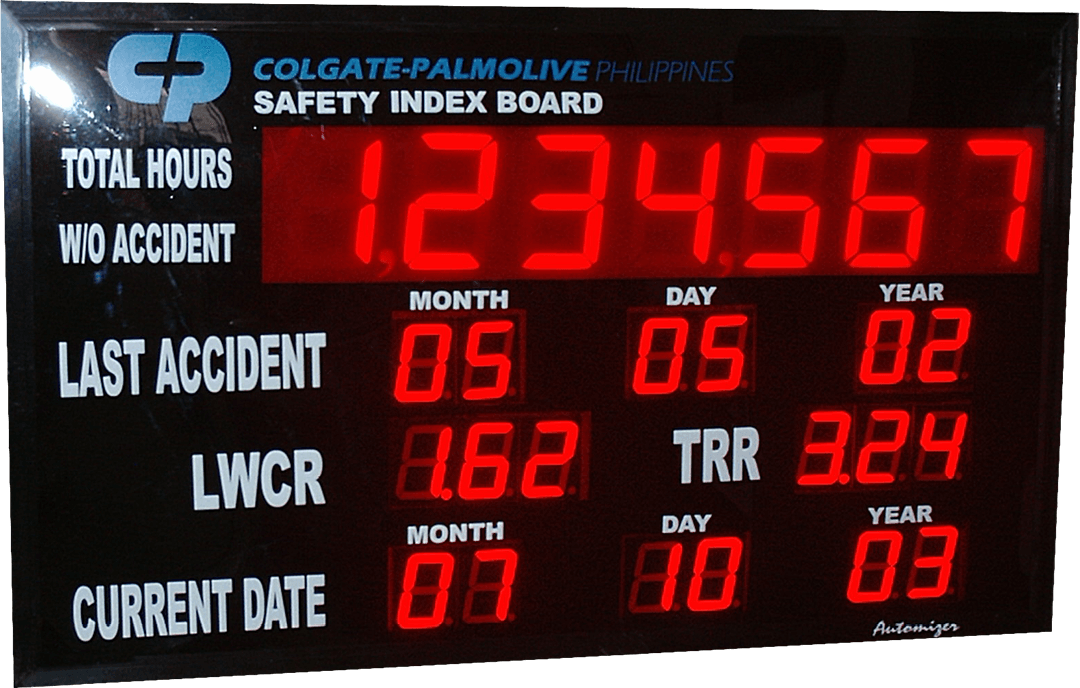 CP
COLGATE-PALMOLIVE PHILIPPINES
SAFETY INDEX BOARD
TOTAL HOURS
W/O ACCIDENT
1,234,567
MONTH DAY YEAR
LAST ACCIDENT 05 05 02
LWCR 1.62 TRR 3.24
MONTH DAY YEAR
CURRENT DATE 07 10 03
Automizer